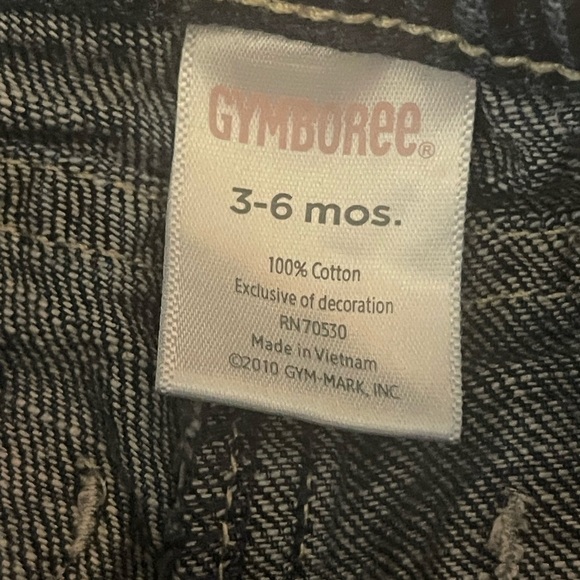 GYMBOREE®
3-6 mos.
100% Cotton
Exclusive of decoration
RN70530
Made in Vietnam
©2010 GYM-MARK, INC.